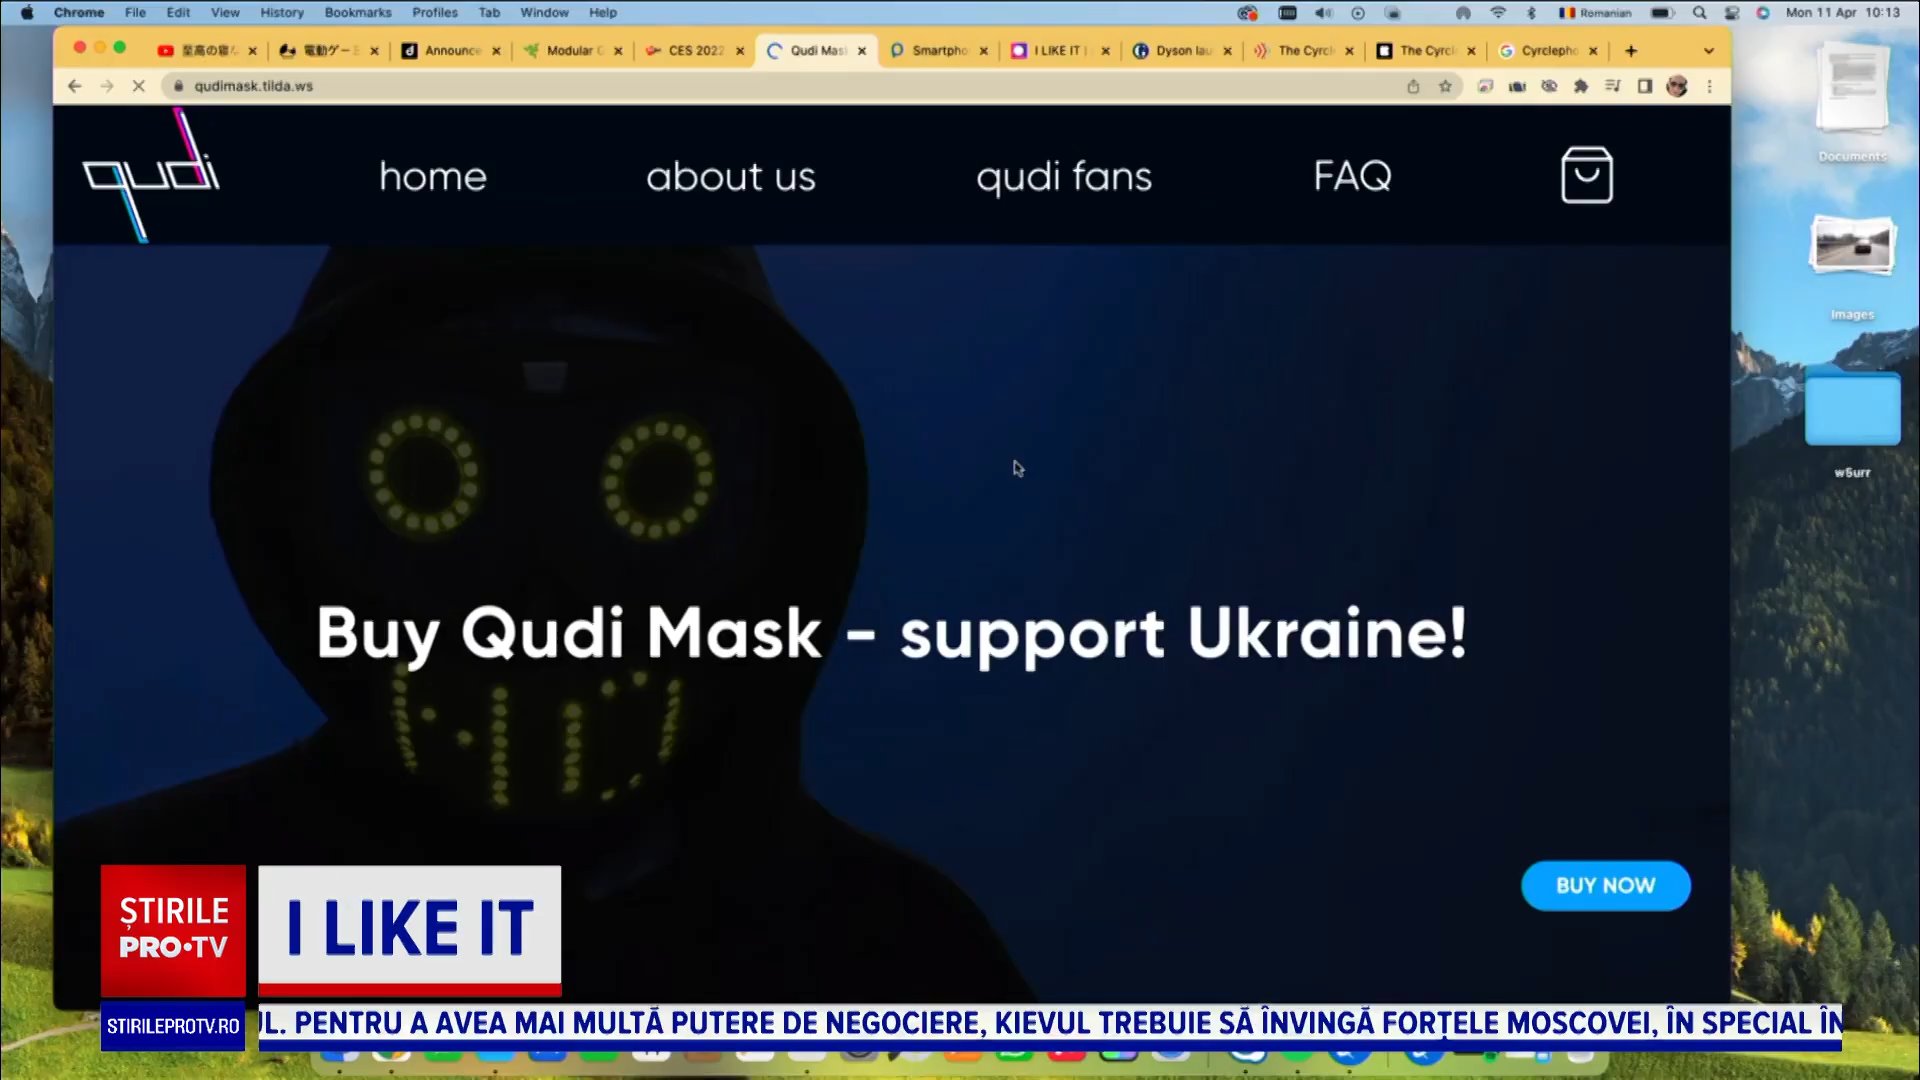 Chrome File Edit View History Bookmarks Profiles Tab Window Help Romanian Mon 11 Apr 10:13
Announce Modular CES 2022 Qudi Mas Smartpho I LIKE IT Dyson lau The Cyrcl The Cyrcl Cyrclepho
qudimask.tilda.ws
qudi home about us qudi fans FAQ
Documents
Images
w5urr
Buy Qudi Mask - support Ukraine!
BUY NOW
ȘTIRILE
PRO•TV
I LIKE IT
STIRILEPROTV.RO
UL. PENTRU A AVEA MAI MULTĂ PUTERE DE NEGOCIERE, KIEVUL TREBUIE SĂ ÎNVINGĂ FORȚELE MOSCOVEI, ÎN SPECIAL ÎN